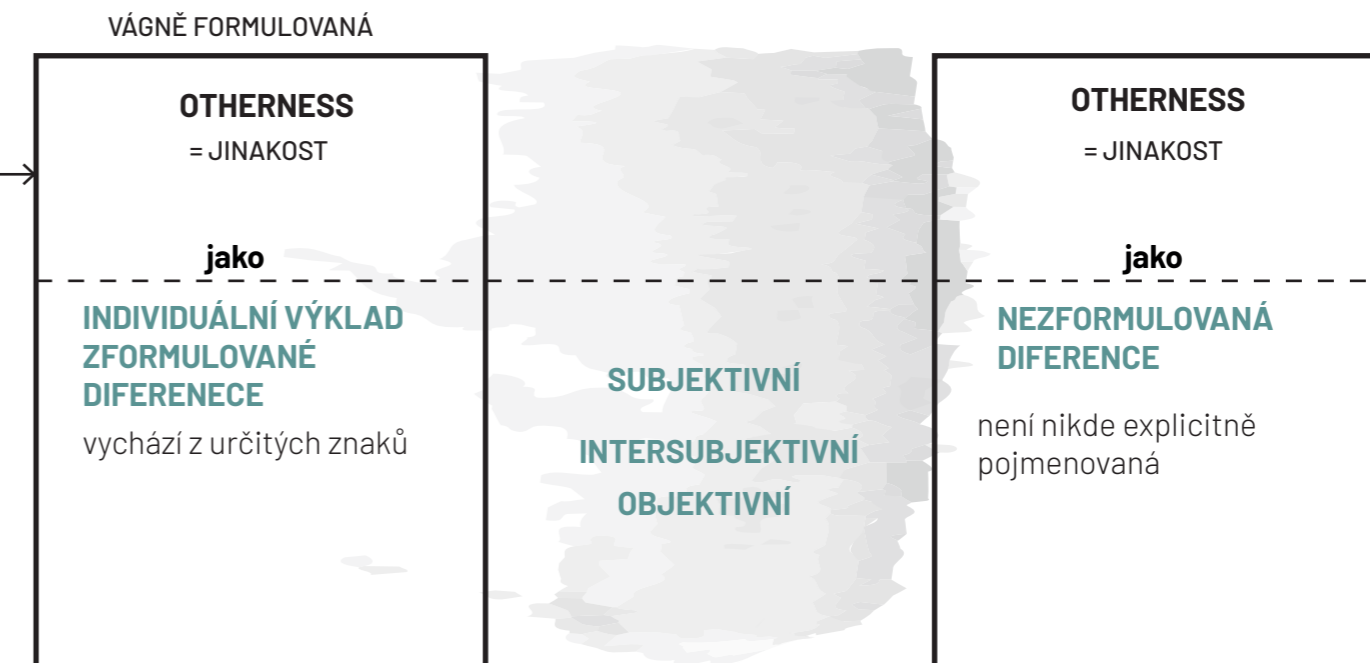 VÁGNĚ FORMULOVANÁ
OTHERNESS
= JINAKOST
jako
INDIVIDUÁLNÍ VÝKLAD
ZFORMULOVANÉ
DIFERENECE
vychází z určitých znaků
SUBJEKTIVNÍ
INTERSUBJEKTIVNÍ
OBJEKTIVNÍ
OTHERNESS
= JINAKOST
jako
NEZFORMULOVANÁ
DIFERENCE
není nikde explicitně
pojmenovaná